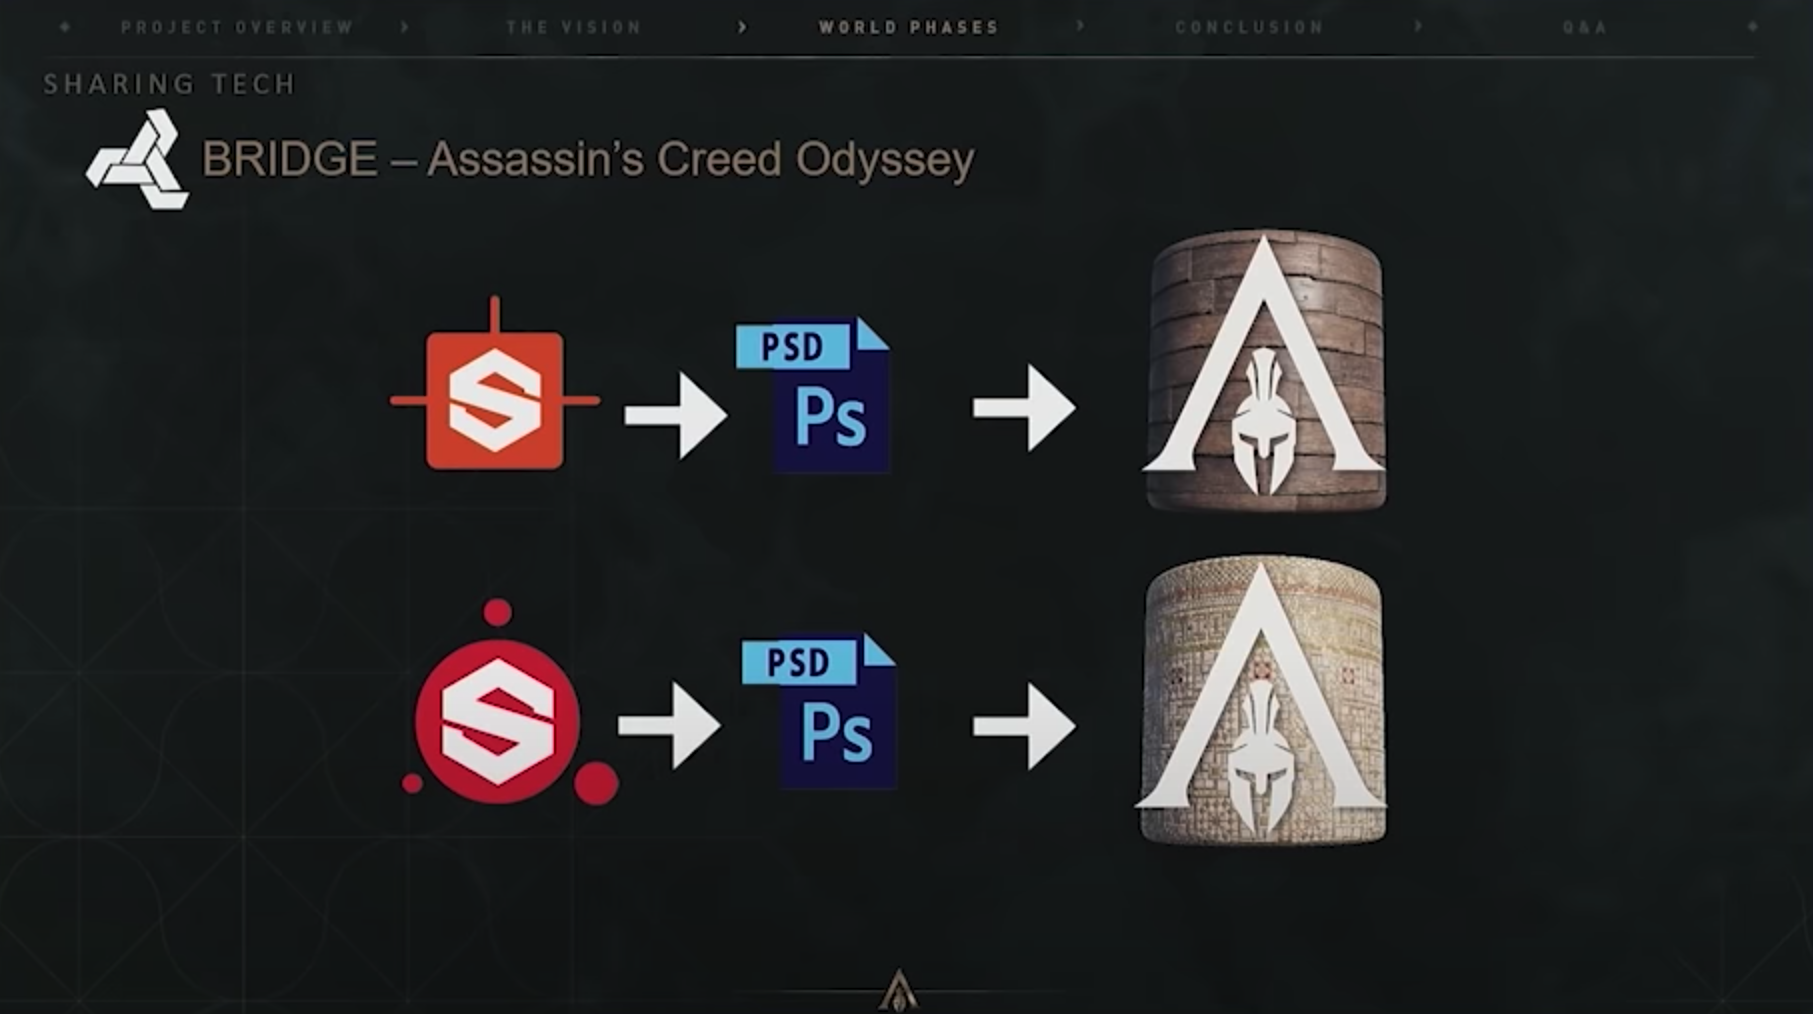 PROJECT OVERVIEW > THE VISION > WORLD PHASES > CONCLUSION > Q&A
SHARING TECH
BRIDGE – Assassin's Creed Odyssey
PSD
Ps
PSD
Ps